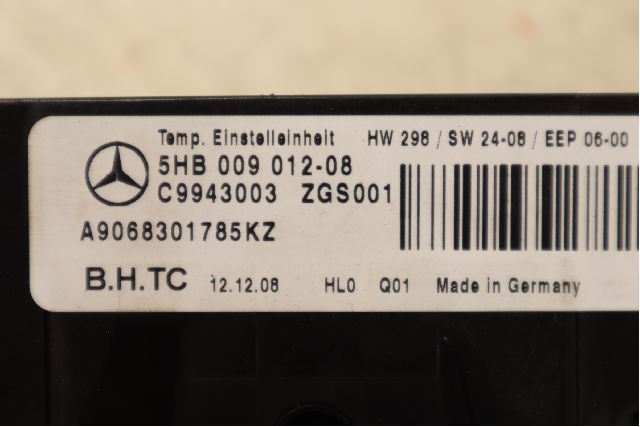 Temp. Einstelleinheit HW 298 / SW 24-08 / EEP 06-00
5HB 009 012-08
C9943003 ZGS001
A9068301785KZ
B.H.TC 12.12.08 HL0 Q01 Made in Germany